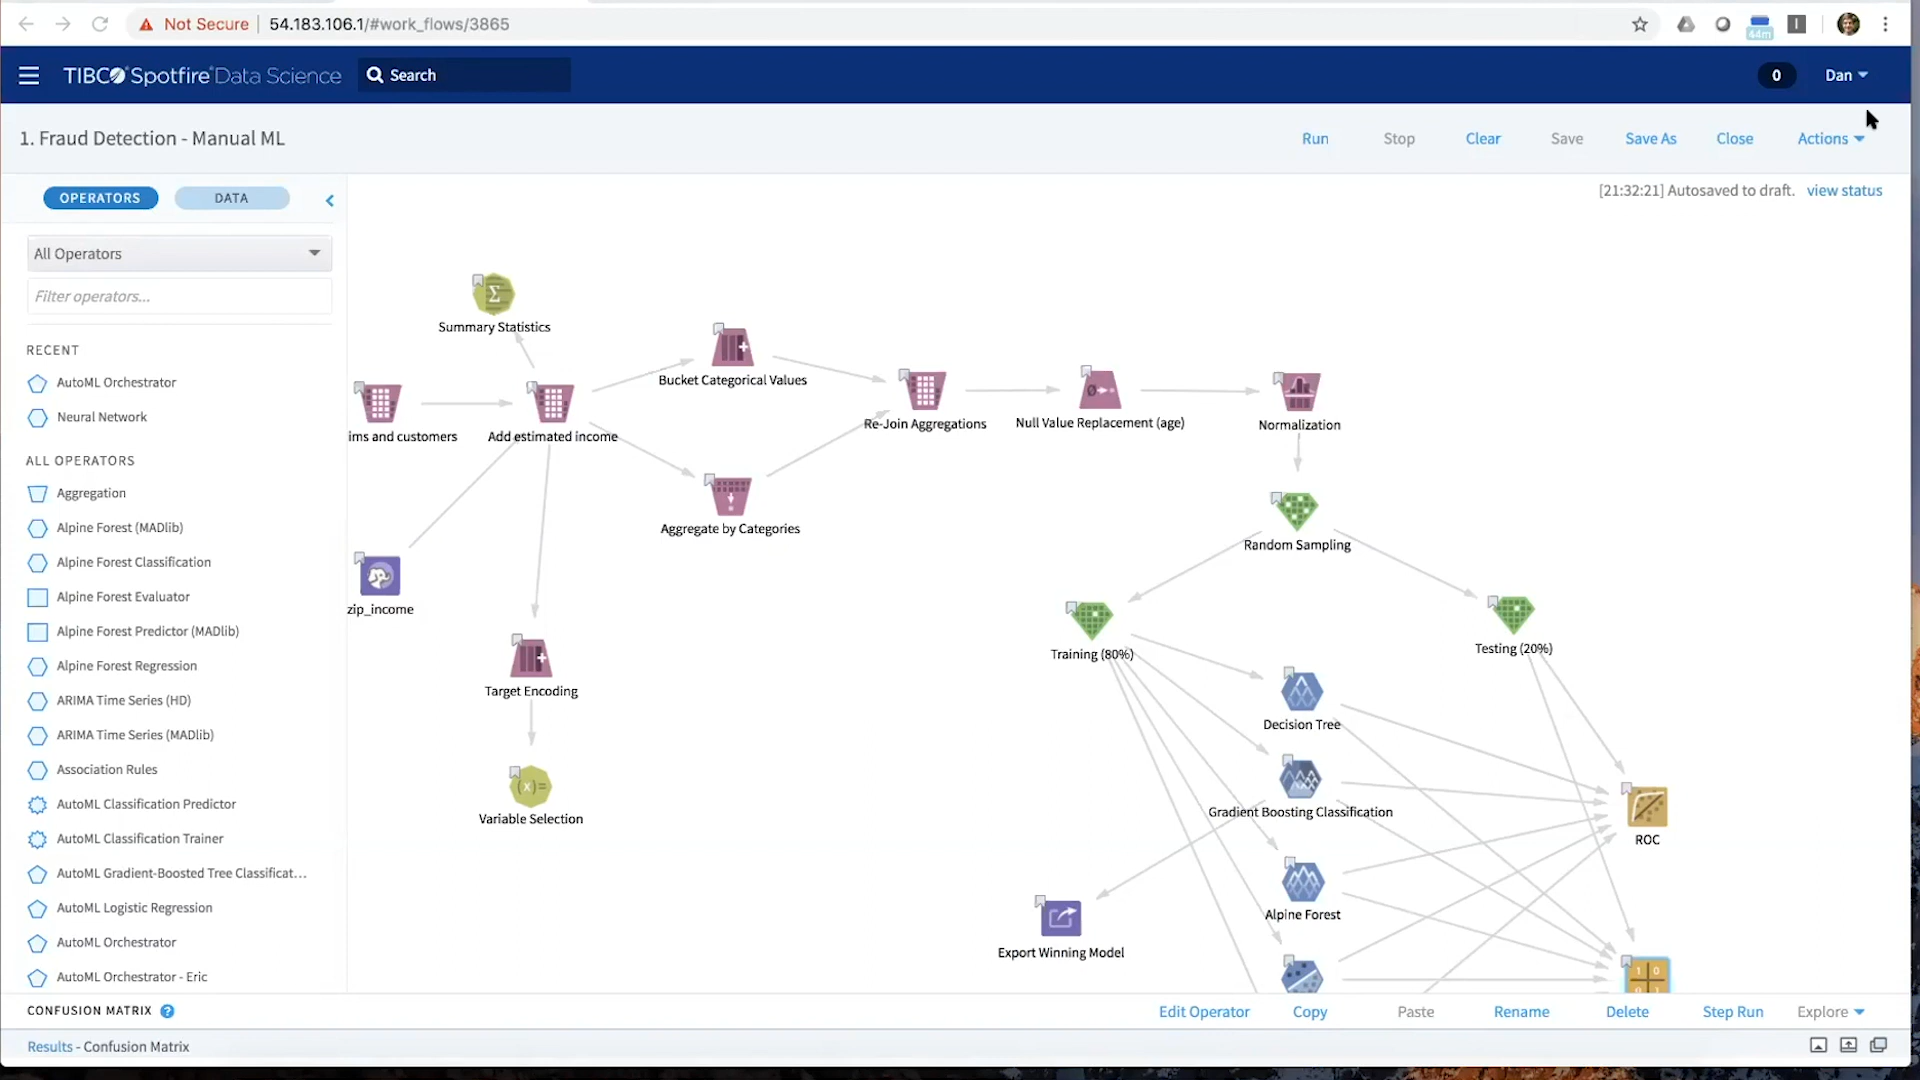 Not Secure 54.183.106.1/#work_flows/3865
44m
TIBCO Spotfire Data Science Search 0 Dan
1. Fraud Detection - Manual ML
Run Stop Clear Save Save As Close Actions
OPERATORS DATA
[21:32:21] Autosaved to draft. view status
All Operators
Filter operators...
RECENT
AutoML Orchestrator
Neural Network
ALL OPERATORS
Aggregation
Alpine Forest (MADlib)
Alpine Forest Classification
Alpine Forest Evaluator
Alpine Forest Predictor (MADlib)
Alpine Forest Regression
ARIMA Time Series (HD)
ARIMA Time Series (MADlib)
Association Rules
AutoML Classification Predictor
AutoML Classification Trainer
AutoML Gradient-Boosted Tree Classificat...
AutoML Logistic Regression
AutoML Orchestrator
AutoML Orchestrator - Eric
Summary Statistics
Bucket Categorical Values
ims and customers
Add estimated income
Re-Join Aggregations
Null Value Replacement (age)
Normalization
Aggregate by Categories
Random Sampling
zip_income
Training (80%)
Testing (20%)
Target Encoding
Decision Tree
Variable Selection
Gradient Boosting Classification
ROC
Alpine Forest
Export Winning Model
1 0
0 1
CONFUSION MATRIX ?
Edit Operator Copy Paste Rename Delete Step Run Explore
Results - Confusion Matrix